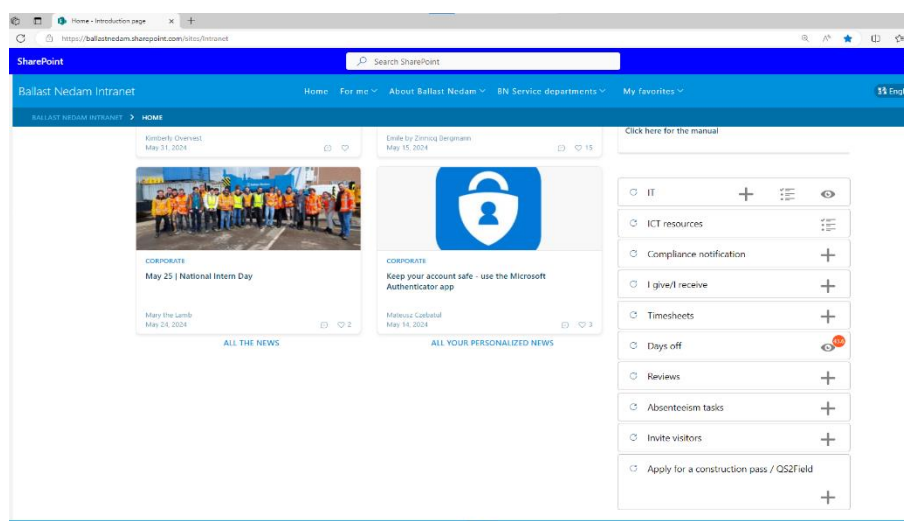 Home - Introduction page
https://ballastnedam.sharepoint.com/sites/Intranet
SharePoint
Search SharePoint
Ballast Nedam Intranet
Home For me About Ballast Nedam BN Service departments My favorites
Engl
BALLAST NEDAM INTRANET > HOME
Kimberly Overvest
May 31, 2024
Emile by Zinnog Bergmann
May 15, 2024
15
Click here for the manual
CORPORATE
May 25 | National Intern Day
Mary the Lamb
May 24, 2024
2
CORPORATE
Keep your account safe - use the Microsoft
Authenticator app
May 14, 2024
3
ALL THE NEWS
ALL YOUR PERSONALIZED NEWS
IT
ICT resources
Compliance notification
I give/I receive
Timesheets
Days off
Reviews
Absenteeism tasks
Invite visitors
Apply for a construction pass / QS2Field